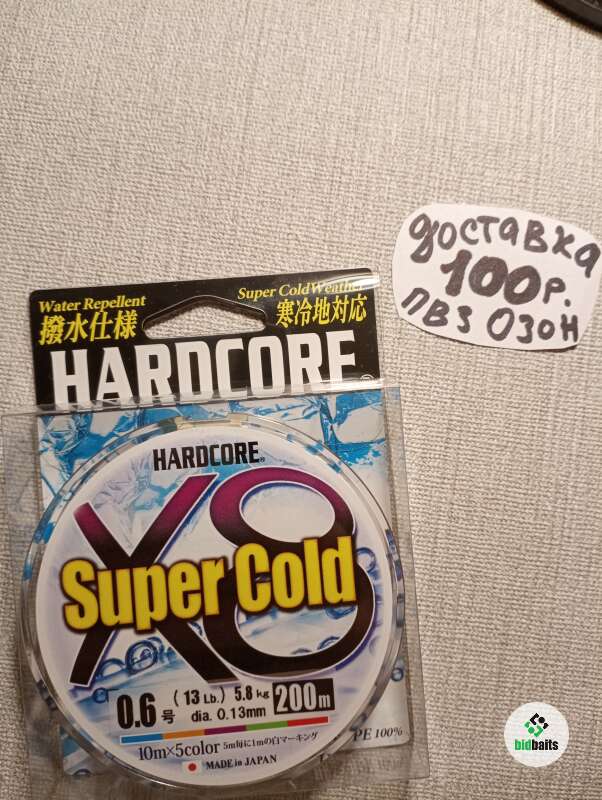 доставка
100р.
ПВЗ ОЗОН
Water Repellent
Super Cold Weather
撥水仕様
寒冷地対応
HARDCORE
HARDCORE®
X8
Super Cold
0.6号
(13 Lb.) 5.8kg
dia. 0.13mm
200m
10m×5color 5m毎に1mの白マーキング
PE 100%
MADE IN JAPAN
bidbaits